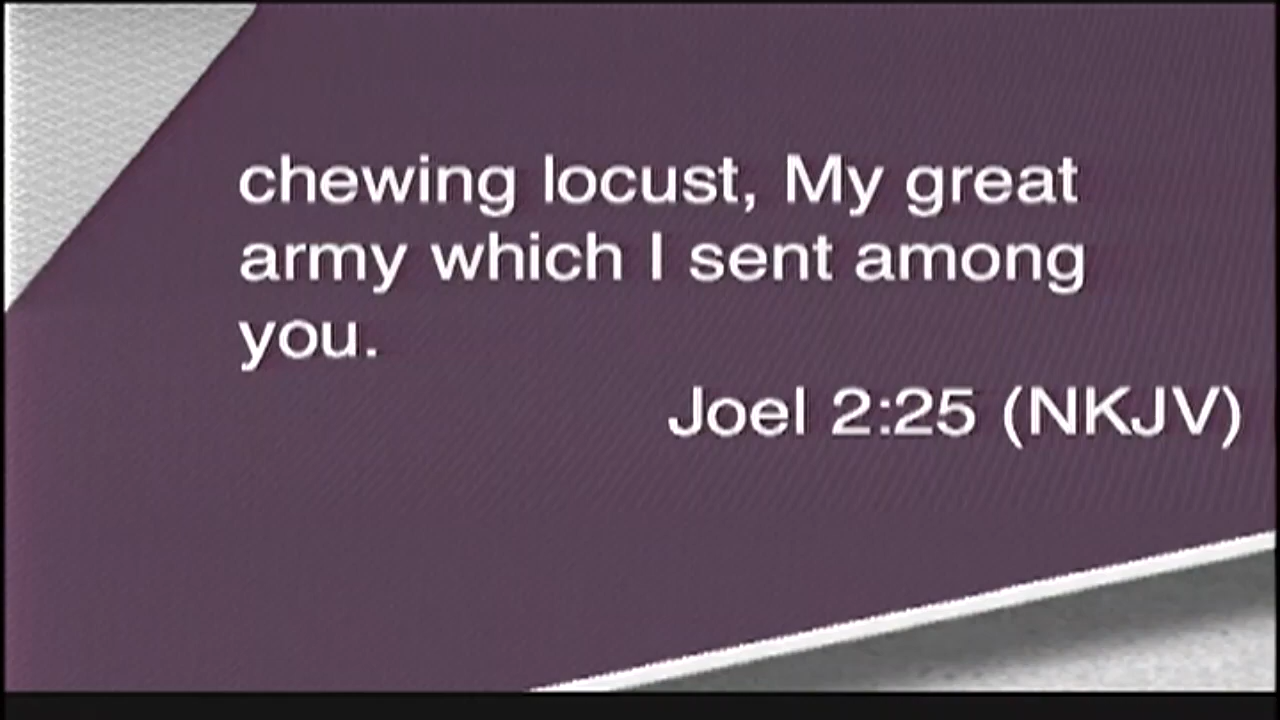 chewing locust, My great
army which I sent among
you.
Joel 2:25 (NKJV)